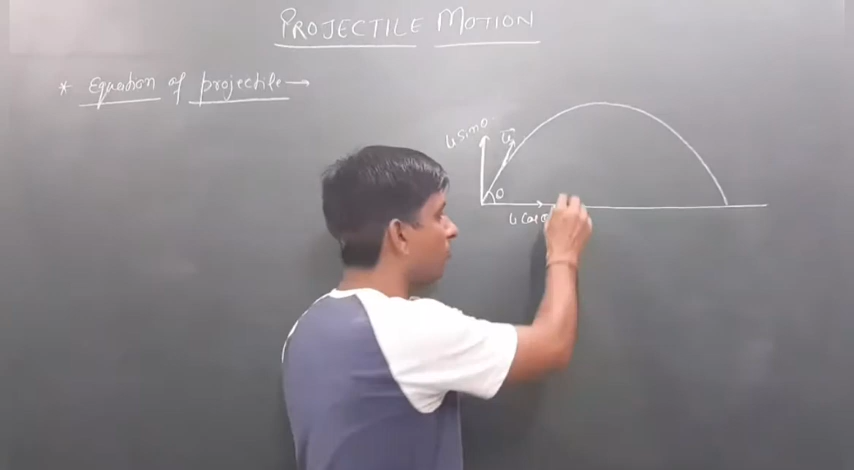 PROJECTILE MOTION
* Equation of projectile →
u sinθ
u
θ
u cosθ